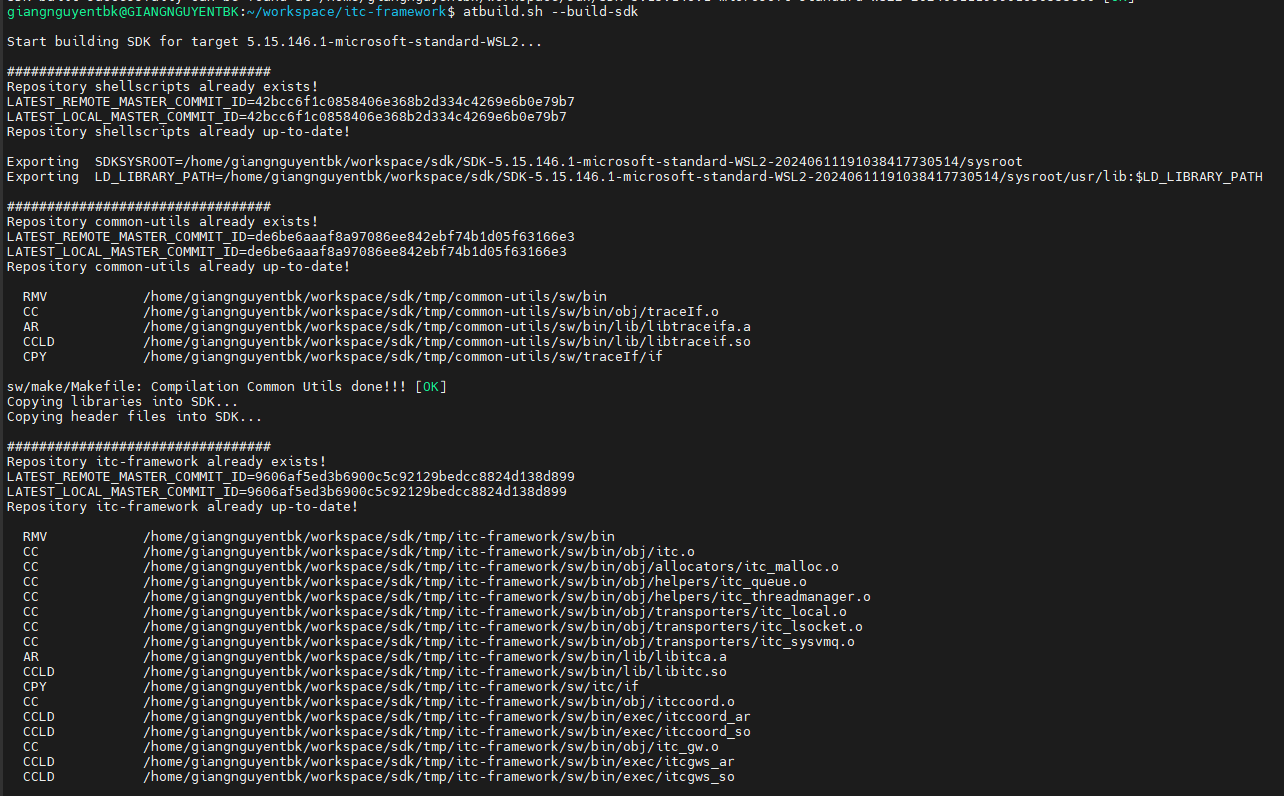 giangnguyentbk@GIANGNGUYENTBK:~/workspace/itc-framework$ atbuild.sh --build-sdk
Start building SDK for target 5.15.146.1-microsoft-standard-WSL2...
#################################
Repository shellscripts already exists!
LATEST_REMOTE_MASTER_COMMIT_ID=42bcc6f1c0858406e368b2d334c4269e6b0e79b7
LATEST_LOCAL_MASTER_COMMIT_ID=42bcc6f1c0858406e368b2d334c4269e6b0e79b7
Repository shellscripts already up-to-date!
Exporting  SDKSYSROOT=/home/giangnguyentbk/workspace/sdk/SDK-5.15.146.1-microsoft-standard-WSL2-20240611191038417730514/sysroot
Exporting  LD_LIBRARY_PATH=/home/giangnguyentbk/workspace/sdk/SDK-5.15.146.1-microsoft-standard-WSL2-20240611191038417730514/sysroot/usr/lib:$LD_LIBRARY_PATH
#################################
Repository common-utils already exists!
LATEST_REMOTE_MASTER_COMMIT_ID=de6be6aaaf8a97086ee842ebf74b1d05f63166e3
LATEST_LOCAL_MASTER_COMMIT_ID=de6be6aaaf8a97086ee842ebf74b1d05f63166e3
Repository common-utils already up-to-date!
RMV            /home/giangnguyentbk/workspace/sdk/tmp/common-utils/sw/bin
CC             /home/giangnguyentbk/workspace/sdk/tmp/common-utils/sw/bin/obj/traceIf.o
AR             /home/giangnguyentbk/workspace/sdk/tmp/common-utils/sw/bin/lib/libtraceifa.a
CCLD           /home/giangnguyentbk/workspace/sdk/tmp/common-utils/sw/bin/lib/libtraceif.so
CPY            /home/giangnguyentbk/workspace/sdk/tmp/common-utils/sw/traceIf/if
sw/make/Makefile: Compilation Common Utils done!!! [OK]
Copying libraries into SDK...
Copying header files into SDK...
#################################
Repository itc-framework already exists!
LATEST_REMOTE_MASTER_COMMIT_ID=9606af5ed3b6900c5c92129bedcc8824d138d899
LATEST_LOCAL_MASTER_COMMIT_ID=9606af5ed3b6900c5c92129bedcc8824d138d899
Repository itc-framework already up-to-date!
RMV            /home/giangnguyentbk/workspace/sdk/tmp/itc-framework/sw/bin
CC             /home/giangnguyentbk/workspace/sdk/tmp/itc-framework/sw/bin/obj/itc.o
CC             /home/giangnguyentbk/workspace/sdk/tmp/itc-framework/sw/bin/obj/allocators/itc_malloc.o
CC             /home/giangnguyentbk/workspace/sdk/tmp/itc-framework/sw/bin/obj/helpers/itc_queue.o
CC             /home/giangnguyentbk/workspace/sdk/tmp/itc-framework/sw/bin/obj/helpers/itc_threadmanager.o
CC             /home/giangnguyentbk/workspace/sdk/tmp/itc-framework/sw/bin/obj/transporters/itc_local.o
CC             /home/giangnguyentbk/workspace/sdk/tmp/itc-framework/sw/bin/obj/transporters/itc_lsocket.o
CC             /home/giangnguyentbk/workspace/sdk/tmp/itc-framework/sw/bin/obj/transporters/itc_sysvmq.o
AR             /home/giangnguyentbk/workspace/sdk/tmp/itc-framework/sw/bin/lib/libitca.a
CCLD           /home/giangnguyentbk/workspace/sdk/tmp/itc-framework/sw/bin/lib/libitc.so
CPY            /home/giangnguyentbk/workspace/sdk/tmp/itc-framework/sw/itc/if
CC             /home/giangnguyentbk/workspace/sdk/tmp/itc-framework/sw/bin/obj/itccoord.o
CCLD           /home/giangnguyentbk/workspace/sdk/tmp/itc-framework/sw/bin/exec/itccoord_ar
CCLD           /home/giangnguyentbk/workspace/sdk/tmp/itc-framework/sw/bin/exec/itccoord_so
CC             /home/giangnguyentbk/workspace/sdk/tmp/itc-framework/sw/bin/obj/itc_gw.o
CCLD           /home/giangnguyentbk/workspace/sdk/tmp/itc-framework/sw/bin/exec/itcgws_ar
CCLD           /home/giangnguyentbk/workspace/sdk/tmp/itc-framework/sw/bin/exec/itcgws_so